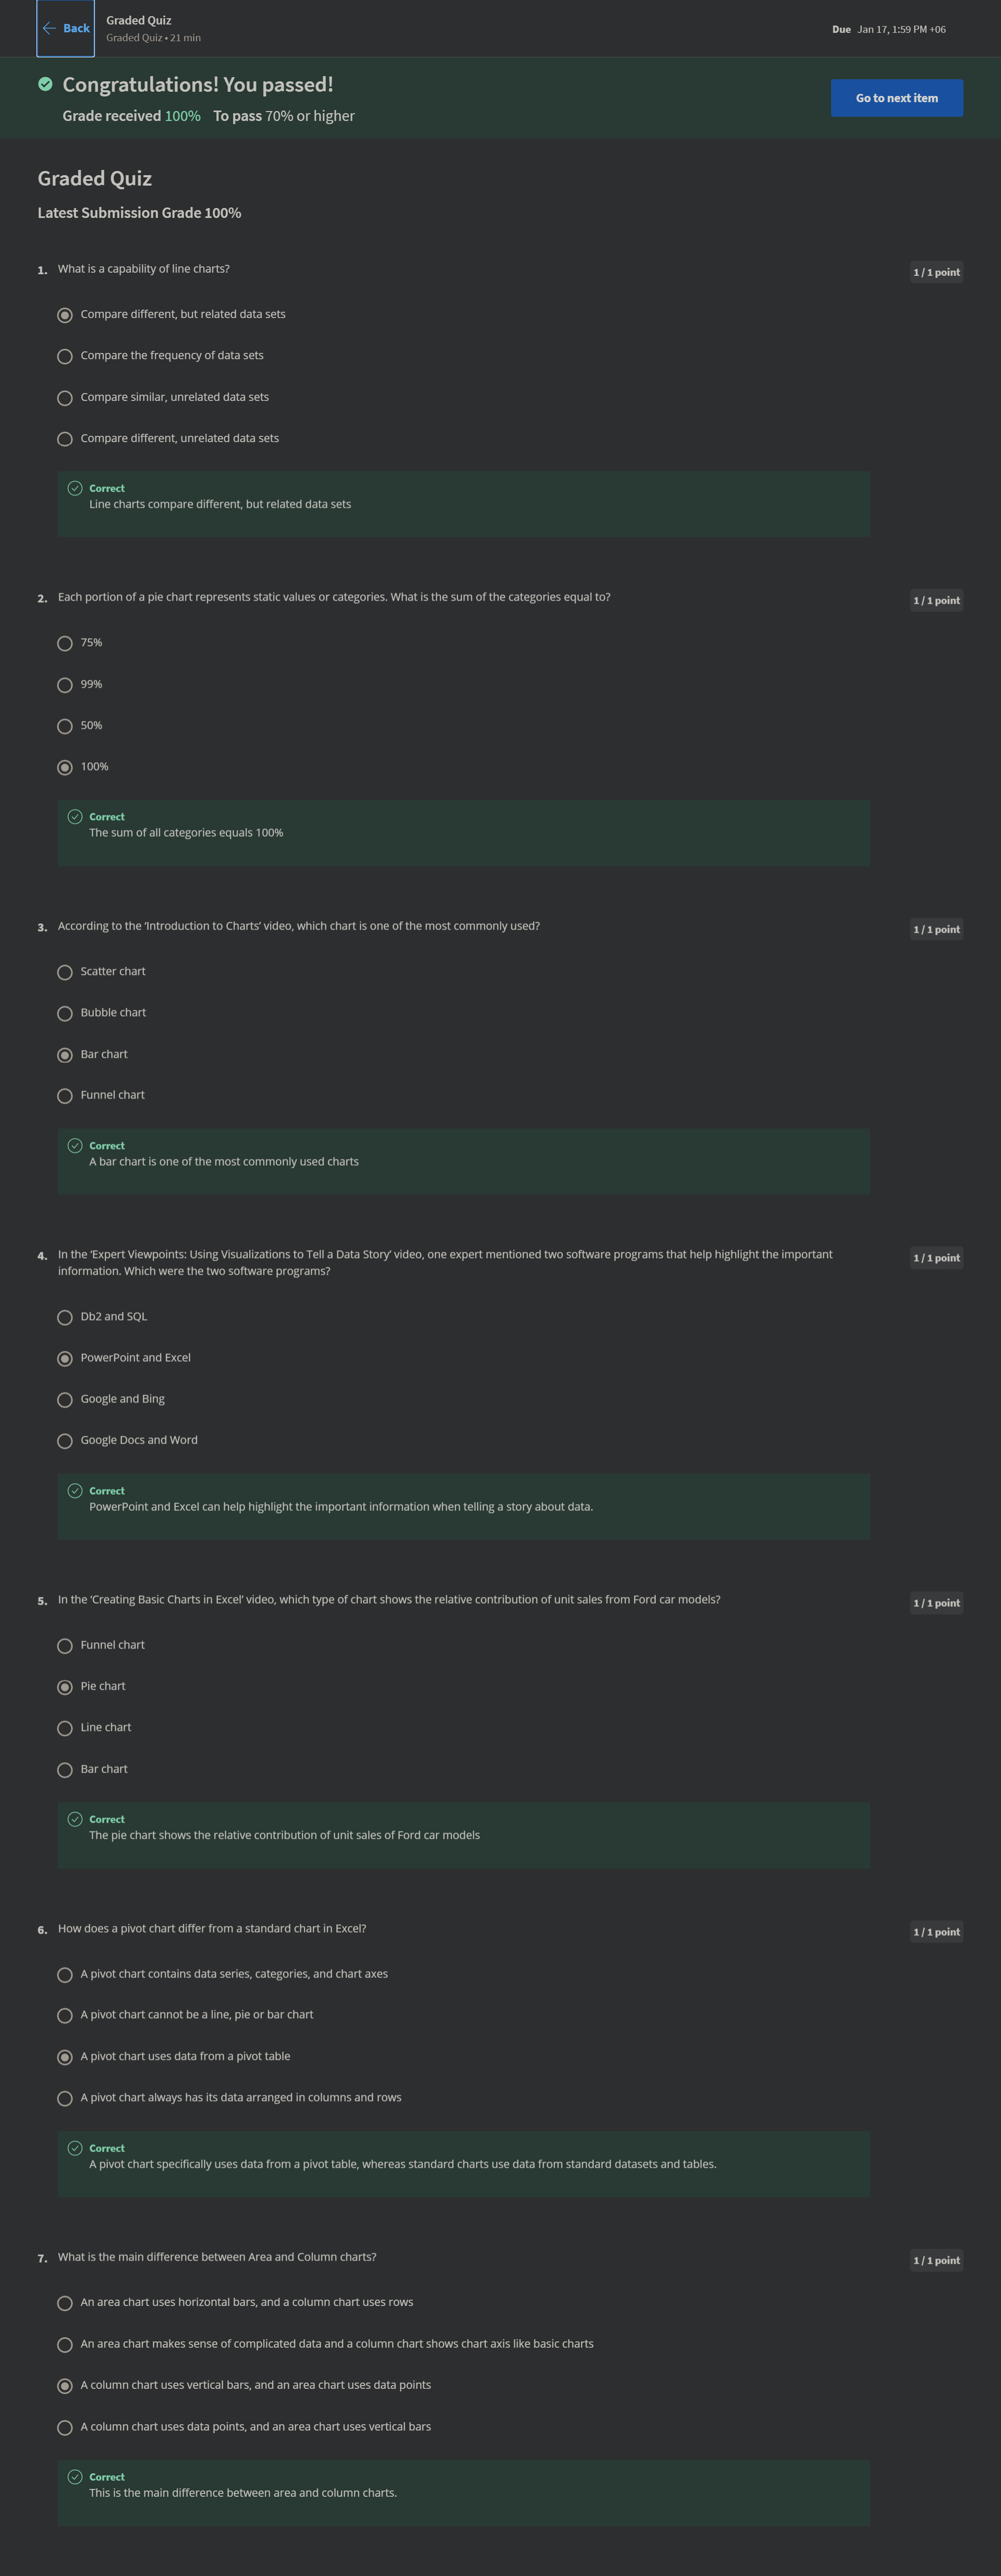 Back
Graded Quiz
Graded Quiz • 21 min
Due Jan 17, 1:59 PM +06
Congratulations! You passed!
Grade received 100% To pass 70% or higher
Go to next item
Graded Quiz
Latest Submission Grade 100%
1. What is a capability of line charts?
1 / 1 point
Compare different, but related data sets
Compare the frequency of data sets
Compare similar, unrelated data sets
Compare different, unrelated data sets
Correct
Line charts compare different, but related data sets
2. Each portion of a pie chart represents static values or categories. What is the sum of the categories equal to?
1 / 1 point
75%
99%
50%
100%
Correct
The sum of all categories equals 100%
3. According to the ‘Introduction to Charts’ video, which chart is one of the most commonly used?
1 / 1 point
Scatter chart
Bubble chart
Bar chart
Funnel chart
Correct
A bar chart is one of the most commonly used charts
4. In the ‘Expert Viewpoints: Using Visualizations to Tell a Data Story’ video, one expert mentioned two software programs that help highlight the important
information. Which were the two software programs?
1 / 1 point
Db2 and SQL
PowerPoint and Excel
Google and Bing
Google Docs and Word
Correct
PowerPoint and Excel can help highlight the important information when telling a story about data.
5. In the ‘Creating Basic Charts in Excel’ video, which type of chart shows the relative contribution of unit sales from Ford car models?
1 / 1 point
Funnel chart
Pie chart
Line chart
Bar chart
Correct
The pie chart shows the relative contribution of unit sales of Ford car models
6. How does a pivot chart differ from a standard chart in Excel?
1 / 1 point
A pivot chart contains data series, categories, and chart axes
A pivot chart cannot be a line, pie or bar chart
A pivot chart uses data from a pivot table
A pivot chart always has its data arranged in columns and rows
Correct
A pivot chart specifically uses data from a pivot table, whereas standard charts use data from standard datasets and tables.
7. What is the main difference between Area and Column charts?
1 / 1 point
An area chart uses horizontal bars, and a column chart uses rows
An area chart makes sense of complicated data and a column chart shows chart axis like basic charts
A column chart uses vertical bars, and an area chart uses data points
A column chart uses data points, and an area chart uses vertical bars
Correct
This is the main difference between area and column charts.